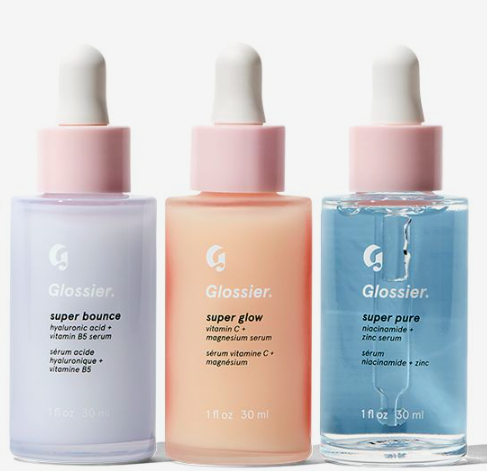 Glossier.
super bounce
hyaluronic acid +
vitamin B5 serum
sérum acide
hyaluronique +
vitamine B5
1 fl oz 30 ml
Glossier.
super glow
vitamin C +
magnesium serum
sérum vitamine C +
magnésium
1 fl oz 30 ml
Glossier.
super pure
niacinamide +
zinc serum
sérum
niacinamide + zinc
1 fl oz 30 ml